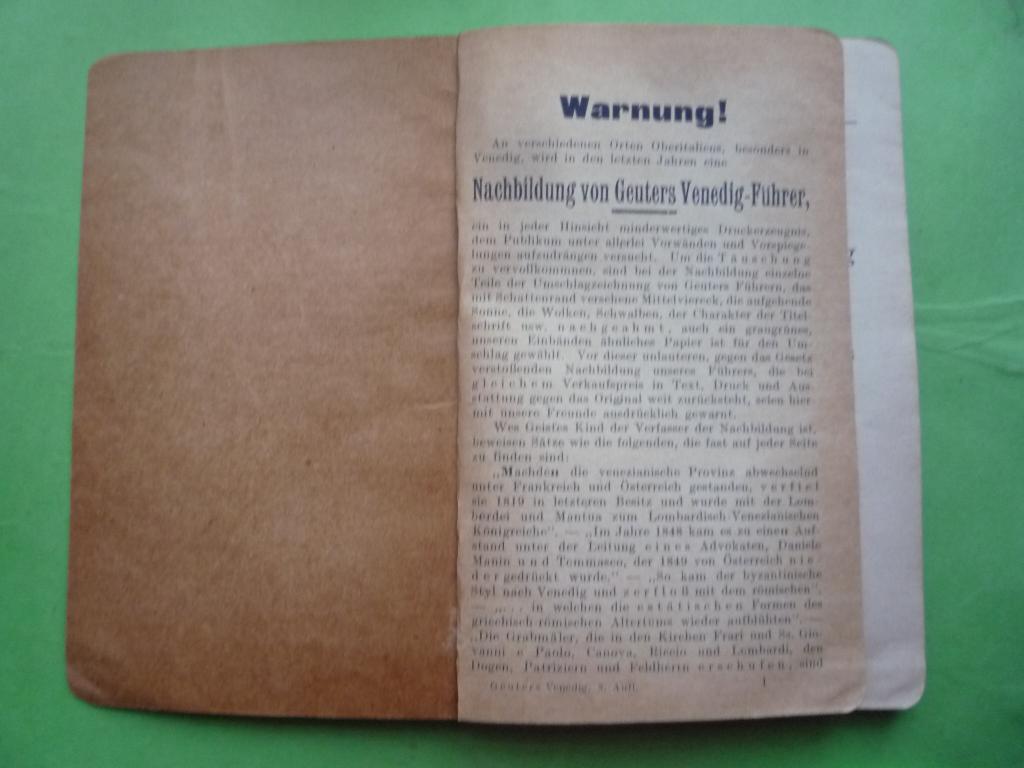 Warnung!
An verschiedenen Orten Oberitaliens, besonders in
Venedig, wird in den letzten Jahren eine
Nachbildung von Geuters Venedig-Führer,
ein in jeder Hinsicht minderwertiges Druckerzeugnis,
dem Publikum unter allerlei Vorwänden und Vorspiege-
lungen aufzudrängen versucht. Um die Täuschung
zu vervollkommnen, sind bei der Nachbildung einzelne
Teile der Umschlagzeichnung von Geuters Führern, das
mit Schattenrand versehene Mittelviereck, die aufgehende
Sonne, die Wolken, Schwalben, der Charakter der Titel-
schrift usw. nachgeahmt, auch ein graugrünes,
unseren Einbänden ähnliches Papier ist für den Um-
schlag gewählt. Vor dieser unlauteren, gegen das Gesetz
verstoßenden Nachbildung unseres Führers, die bei
gleichem Verkaufspreis in Text, Druck und Aus-
stattung gegen das Original weit zurücksteht, seien hier-
mit unsere Freunde ausdrücklich gewarnt.
Wes Geistes Kind der Verfasser der Nachbildung ist,
beweisen Sätze wie die folgenden, die fast auf jeder Seite
zu finden sind:
„Machden die venezianische Provinz abwechselnd
unter Frankreich und Österreich gestanden, verfiel
sie 1819 in letzteren Besitz und wurde mit der Lom-
berdei und Mantua zum Lombardisch-Venezianischen
Königreiche". — „Im Jahre 1848 kam es zu einen Auf-
stand unter der Leitung eines Advokaten, Daniele
Manin und Tommaseo, der 1849 von Österreich nie-
dergedrückt wurde." — „So kam der byzantinische
Styl nach Venedig und zerfloß mit dem römischen".
— „. . . in welchen die estätischen Formen des
griechisch-römischen Altertums wieder aufblühten". —
„Die Grabmäler, die in den Kirchen Frari und Ss. Gio-
vanni e Paolo, Canova, Riccio und Lombardi, den
Dogen, Patriziern und Feldherrn erschufen, sind
Geuters Venedig, 3. Aufl.
1
g